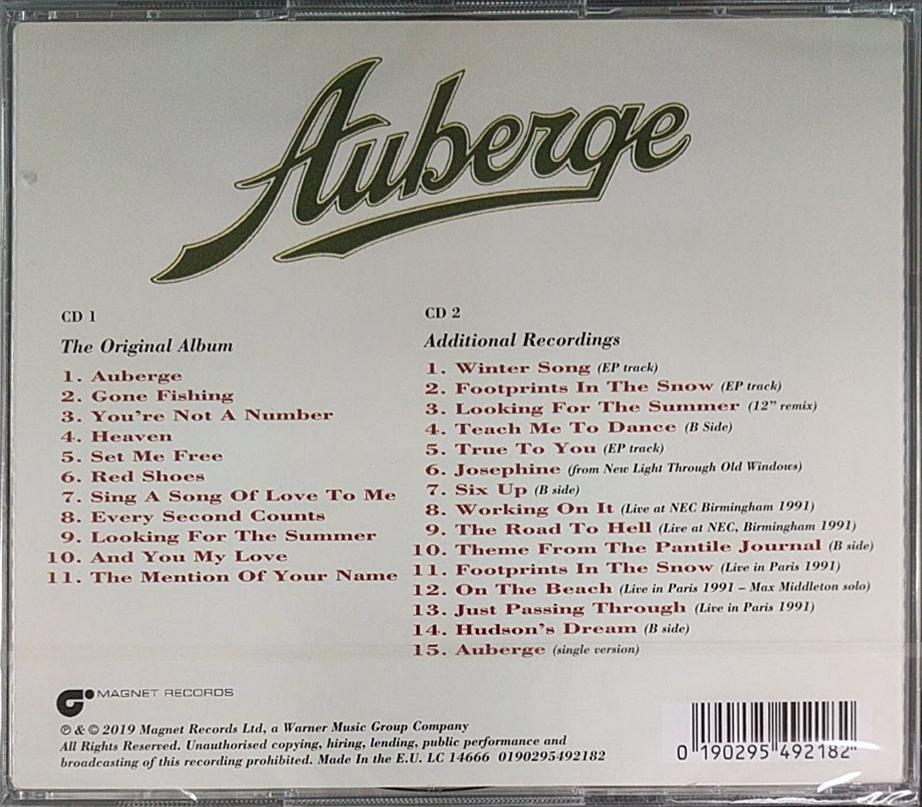 Auberge
CD 1
The Original Album
1. Auberge
2. Gone Fishing
3. You're Not A Number
4. Heaven
5. Set Me Free
6. Red Shoes
7. Sing A Song Of Love To Me
8. Every Second Counts
9. Looking For The Summer
10. And You My Love
11. The Mention Of Your Name
CD 2
Additional Recordings
1. Winter Song (EP track)
2. Footprints In The Snow (EP track)
3. Looking For The Summer (12" remix)
4. Teach Me To Dance (B Side)
5. True To You (EP track)
6. Josephine (from New Light Through Old Windows)
7. Six Up (B side)
8. Working On It (Live at NEC Birmingham 1991)
9. The Road To Hell (Live at NEC, Birmingham 1991)
10. Theme From The Pantile Journal (B side)
11. Footprints In The Snow (Live in Paris 1991)
12. On The Beach (Live in Paris 1991 – Max Middleton solo)
13. Just Passing Through (Live in Paris 1991)
14. Hudson's Dream (B side)
15. Auberge (single version)
MAGNET RECORDS
℗ & © 2019 Magnet Records Ltd, a Warner Music Group Company
All Rights Reserved. Unauthorised copying, hiring, lending, public performance and
broadcasting of this recording prohibited. Made In the E.U. LC 14666 0190295492182
0 190295 492182